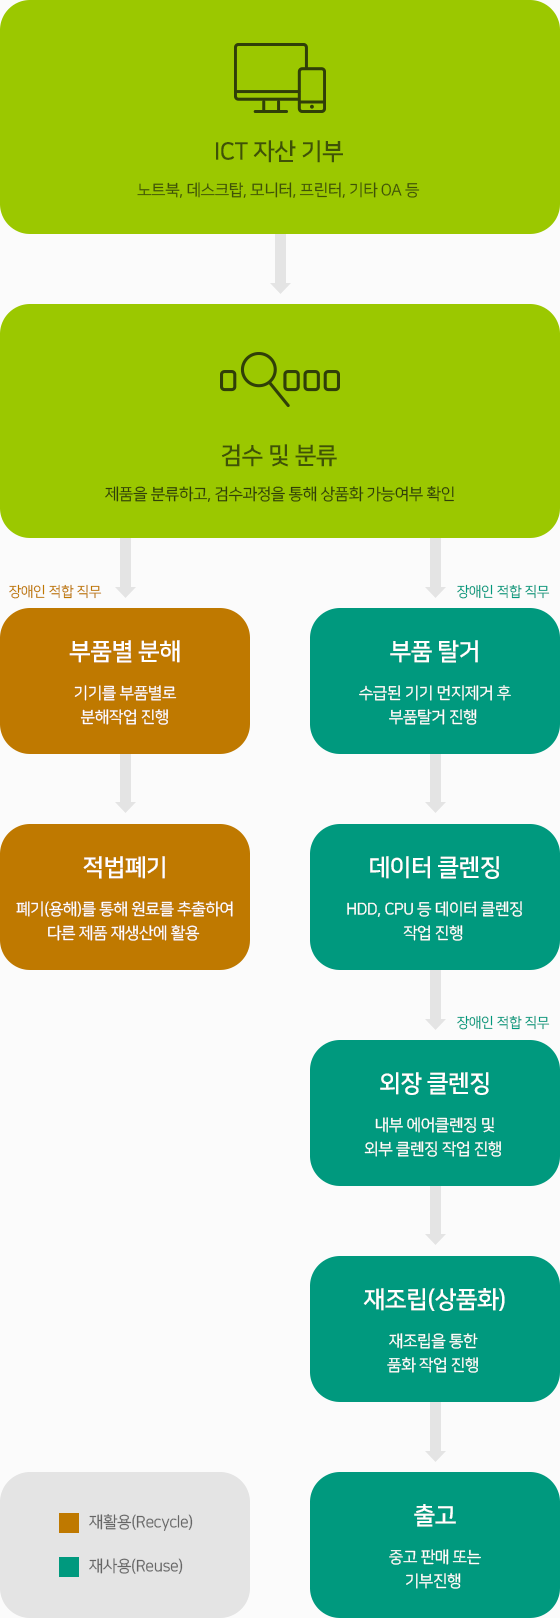 ICT 자산 기부
노트북, 데스크탑, 모니터, 프린터, 기타 OA 등
검수 및 분류
제품을 분류하고, 검수과정을 통해 상품화 가능여부 확인
장애인 적합 직무
부품별 분해
기기를 부품별로
분해작업 진행
적법폐기
폐기(용해)를 통해 원료를 추출하여
다른 제품 재생산에 활용
장애인 적합 직무
부품 탈거
수급된 기기 먼지제거 후
부품탈거 진행
데이터 클렌징
HDD, CPU 등 데이터 클렌징
작업 진행
장애인 적합 직무
외장 클렌징
내부 에어클렌징 및
외부 클렌징 작업 진행
재조립(상품화)
재조립을 통한
품화 작업 진행
출고
중고 판매 또는
기부진행
재활용(Recycle)
재사용(Reuse)